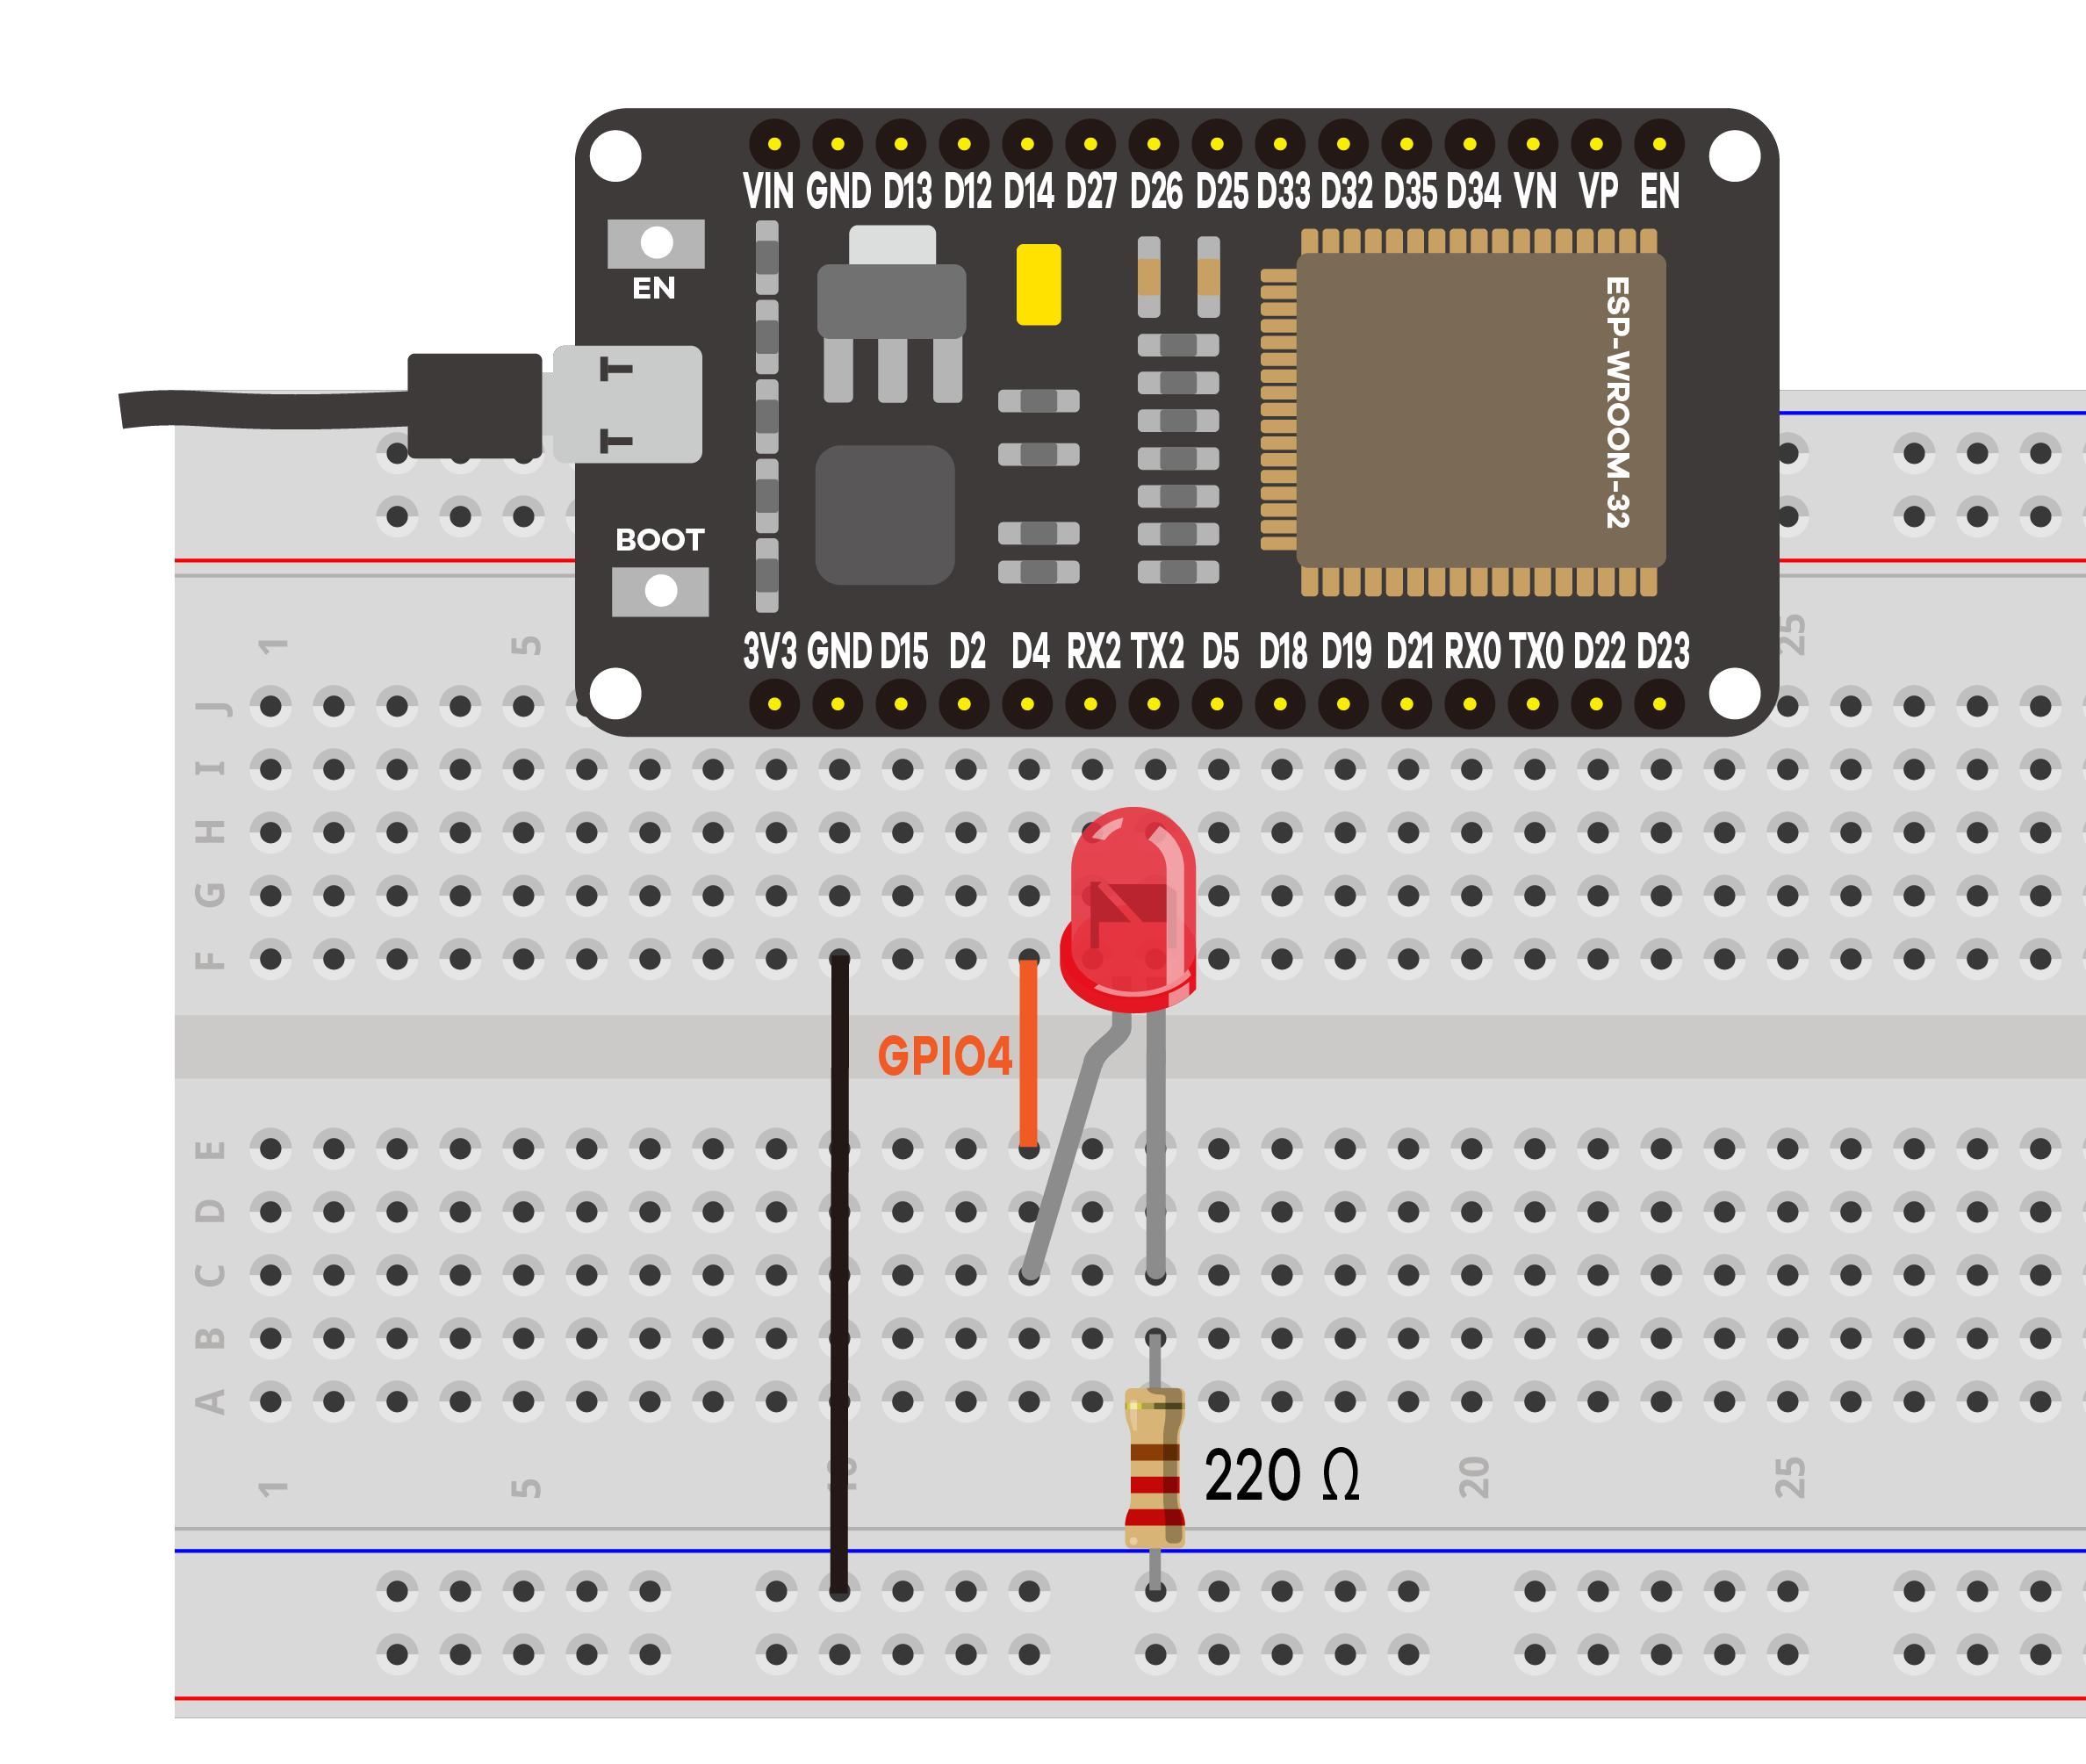 VIN GND D13 D12 D14 D27 D26 D25 D33 D32 D35 D34 VN VP EN
EN
ESP-WROOM-32
BOOT
3V3 GND D15 D2 D4 RX2 TX2 D5 D18 D19 D21 RX0 TX0 D22 D23
1 5 25
J
I
H
G
F
GPIO4
E
D
C
B
A
220 Ω
1 5 10 20 25